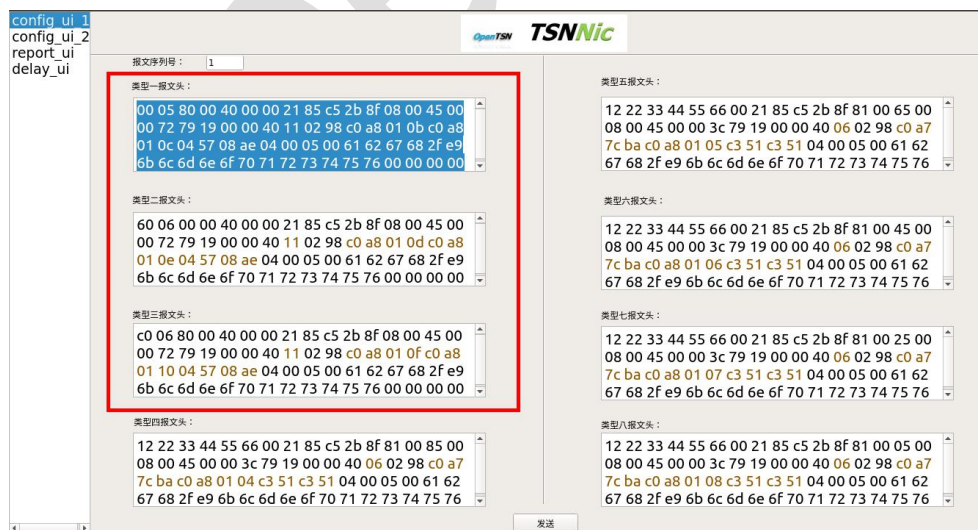 config_ui_1
config_ui_2
report_ui
delay_ui
OpenTSN TSNNic
报文序列号： 1
类型一报文头：
00 05 80 00 40 00 00 21 85 c5 2b 8f 08 00 45 00
00 72 79 19 00 00 40 11 02 98 c0 a8 01 0b c0 a8
01 0c 04 57 08 ae 04 00 05 00 61 62 67 68 2f e9
6b 6c 6d 6e 6f 70 71 72 73 74 75 76 00 00 00 00
类型二报文头：
60 06 00 00 40 00 00 21 85 c5 2b 8f 08 00 45 00
00 72 79 19 00 00 40 11 02 98 c0 a8 01 0d c0 a8
01 0e 04 57 08 ae 04 00 05 00 61 62 67 68 2f e9
6b 6c 6d 6e 6f 70 71 72 73 74 75 76 00 00 00 00
类型三报文头：
c0 06 80 00 40 00 00 21 85 c5 2b 8f 08 00 45 00
00 72 79 19 00 00 40 11 02 98 c0 a8 01 0f c0 a8
01 10 04 57 08 ae 04 00 05 00 61 62 67 68 2f e9
6b 6c 6d 6e 6f 70 71 72 73 74 75 76 00 00 00 00
类型四报文头：
12 22 33 44 55 66 00 21 85 c5 2b 8f 81 00 85 00
08 00 45 00 00 3c 79 19 00 00 40 06 02 98 c0 a7
7c ba c0 a8 01 04 c3 51 c3 51 04 00 05 00 61 62
67 68 2f e9 6b 6c 6d 6e 6f 70 71 72 73 74 75 76
类型五报文头：
12 22 33 44 55 66 00 21 85 c5 2b 8f 81 00 65 00
08 00 45 00 00 3c 79 19 00 00 40 06 02 98 c0 a7
7c ba c0 a8 01 05 c3 51 c3 51 04 00 05 00 61 62
67 68 2f e9 6b 6c 6d 6e 6f 70 71 72 73 74 75 76
类型六报文头：
12 22 33 44 55 66 00 21 85 c5 2b 8f 81 00 45 00
08 00 45 00 00 3c 79 19 00 00 40 06 02 98 c0 a7
7c ba c0 a8 01 06 c3 51 c3 51 04 00 05 00 61 62
67 68 2f e9 6b 6c 6d 6e 6f 70 71 72 73 74 75 76
类型七报文头：
12 22 33 44 55 66 00 21 85 c5 2b 8f 81 00 25 00
08 00 45 00 00 3c 79 19 00 00 40 06 02 98 c0 a7
7c ba c0 a8 01 07 c3 51 c3 51 04 00 05 00 61 62
67 68 2f e9 6b 6c 6d 6e 6f 70 71 72 73 74 75 76
类型八报文头：
12 22 33 44 55 66 00 21 85 c5 2b 8f 81 00 05 00
08 00 45 00 00 3c 79 19 00 00 40 06 02 98 c0 a7
7c ba c0 a8 01 08 c3 51 c3 51 04 00 05 00 61 62
67 68 2f e9 6b 6c 6d 6e 6f 70 71 72 73 74 75 76
发送